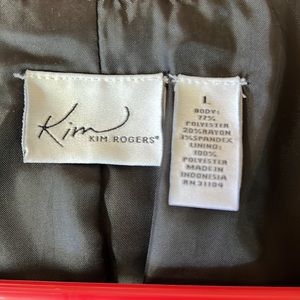 Kim
KIM ROGERS®
L
BODY:
77%
POLYESTER
20%RAYON
3%SPANDEX
LINING:
100%
POLYESTER
MADE IN
INDONESIA
RN 31104